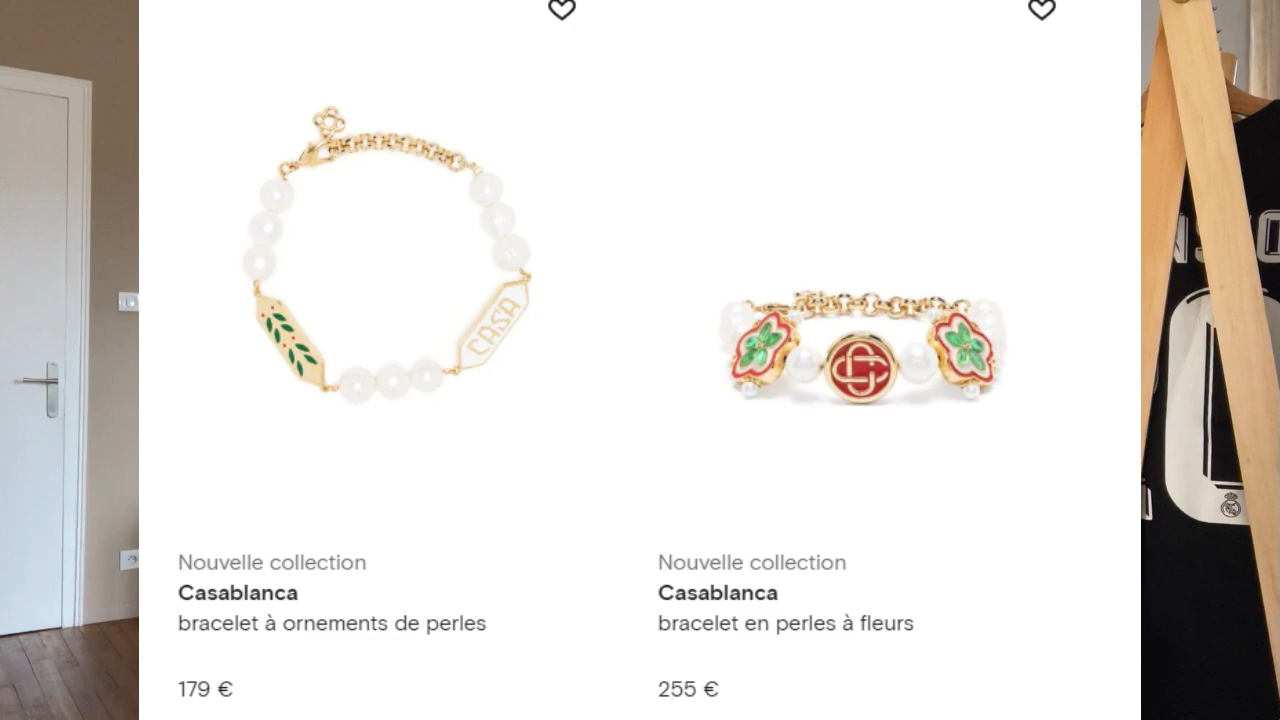 CASA
Nouvelle collection
Casablanca
bracelet à ornements de perles
179 €
Nouvelle collection
Casablanca
bracelet en perles à fleurs
255 €